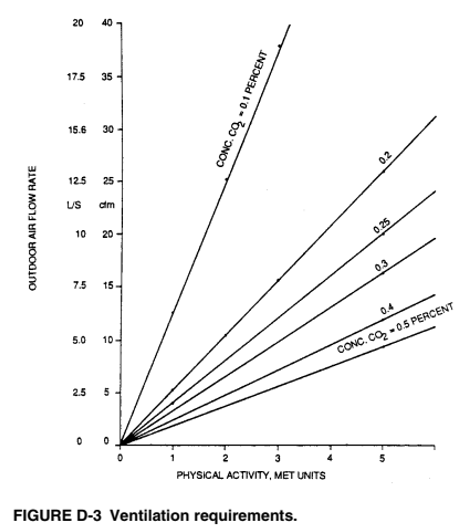 20 40
17.5 35
CONC. CO2 = 0.1 PERCENT
15.6 30
0.2
12.5 25
L/S cfm
OUTDOOR AIR FLOW RATE
0.25
10 20
0.3
7.5 15
0.4
CONC. CO2 = 0.5 PERCENT
5.0 10
2.5 5
0 0
0 1 2 3 4 5
PHYSICAL ACTIVITY, MET UNITS
FIGURE D-3 Ventilation requirements.